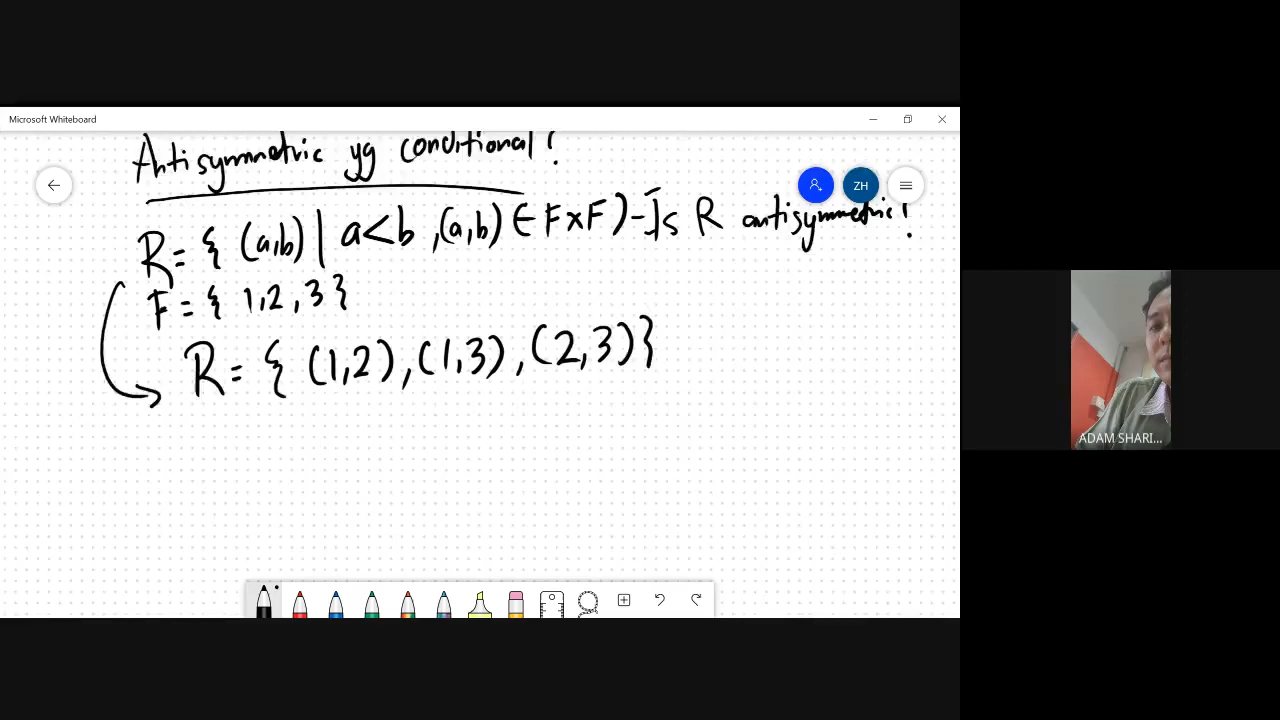 Microsoft Whiteboard
Antisymmetric yg conditional?
ZH
R = { (a,b) | a < b , (a,b) ∈ F × F ) - Is R antisymmetric?
F = { 1,2,3 }
R = { (1,2), (1,3), (2,3) }
ADAM SHARI...